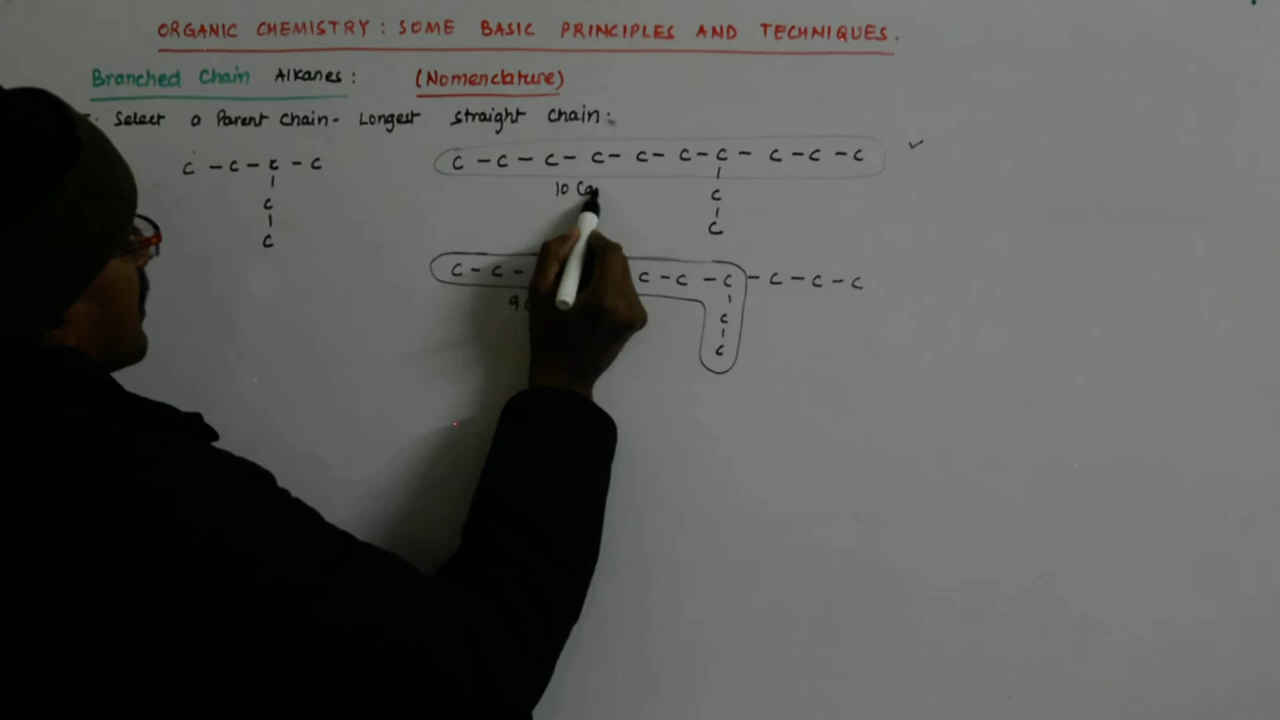 ORGANIC CHEMISTRY : SOME BASIC PRINCIPLES AND TECHNIQUES.
Branched Chain Alkanes : (Nomenclature)
Select a Parent Chain - Longest straight chain:
C - C - C - C
C
C
C - C - C - C - C - C - C - C - C - C
10 Ca
C
C
C - C - C - C - C - C - C - C
9
C
C